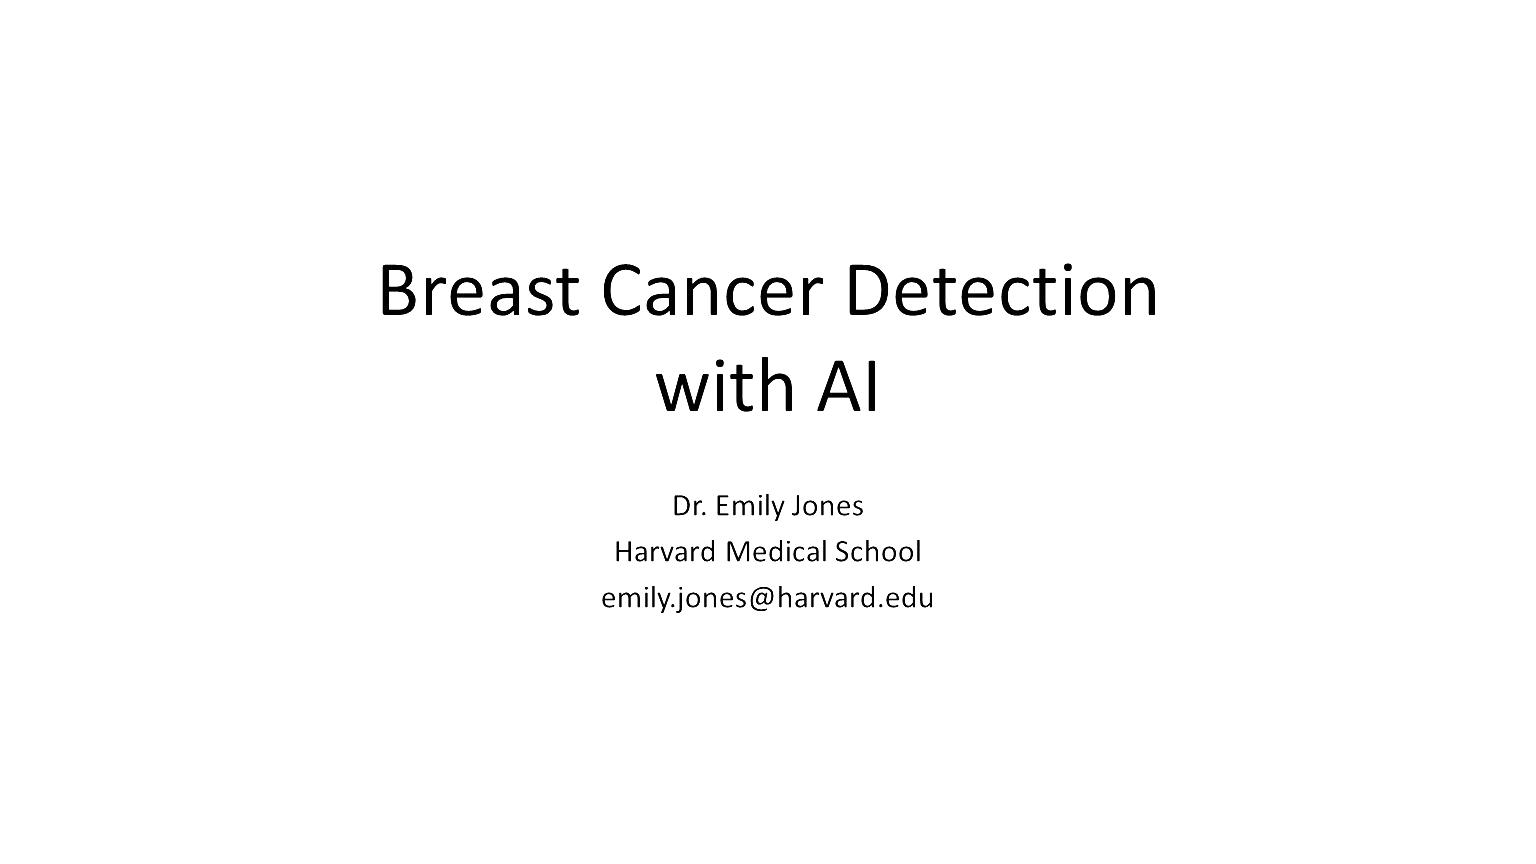 Breast Cancer Detection
with AI
Dr. Emily Jones
Harvard Medical School
emily.jones@harvard.edu